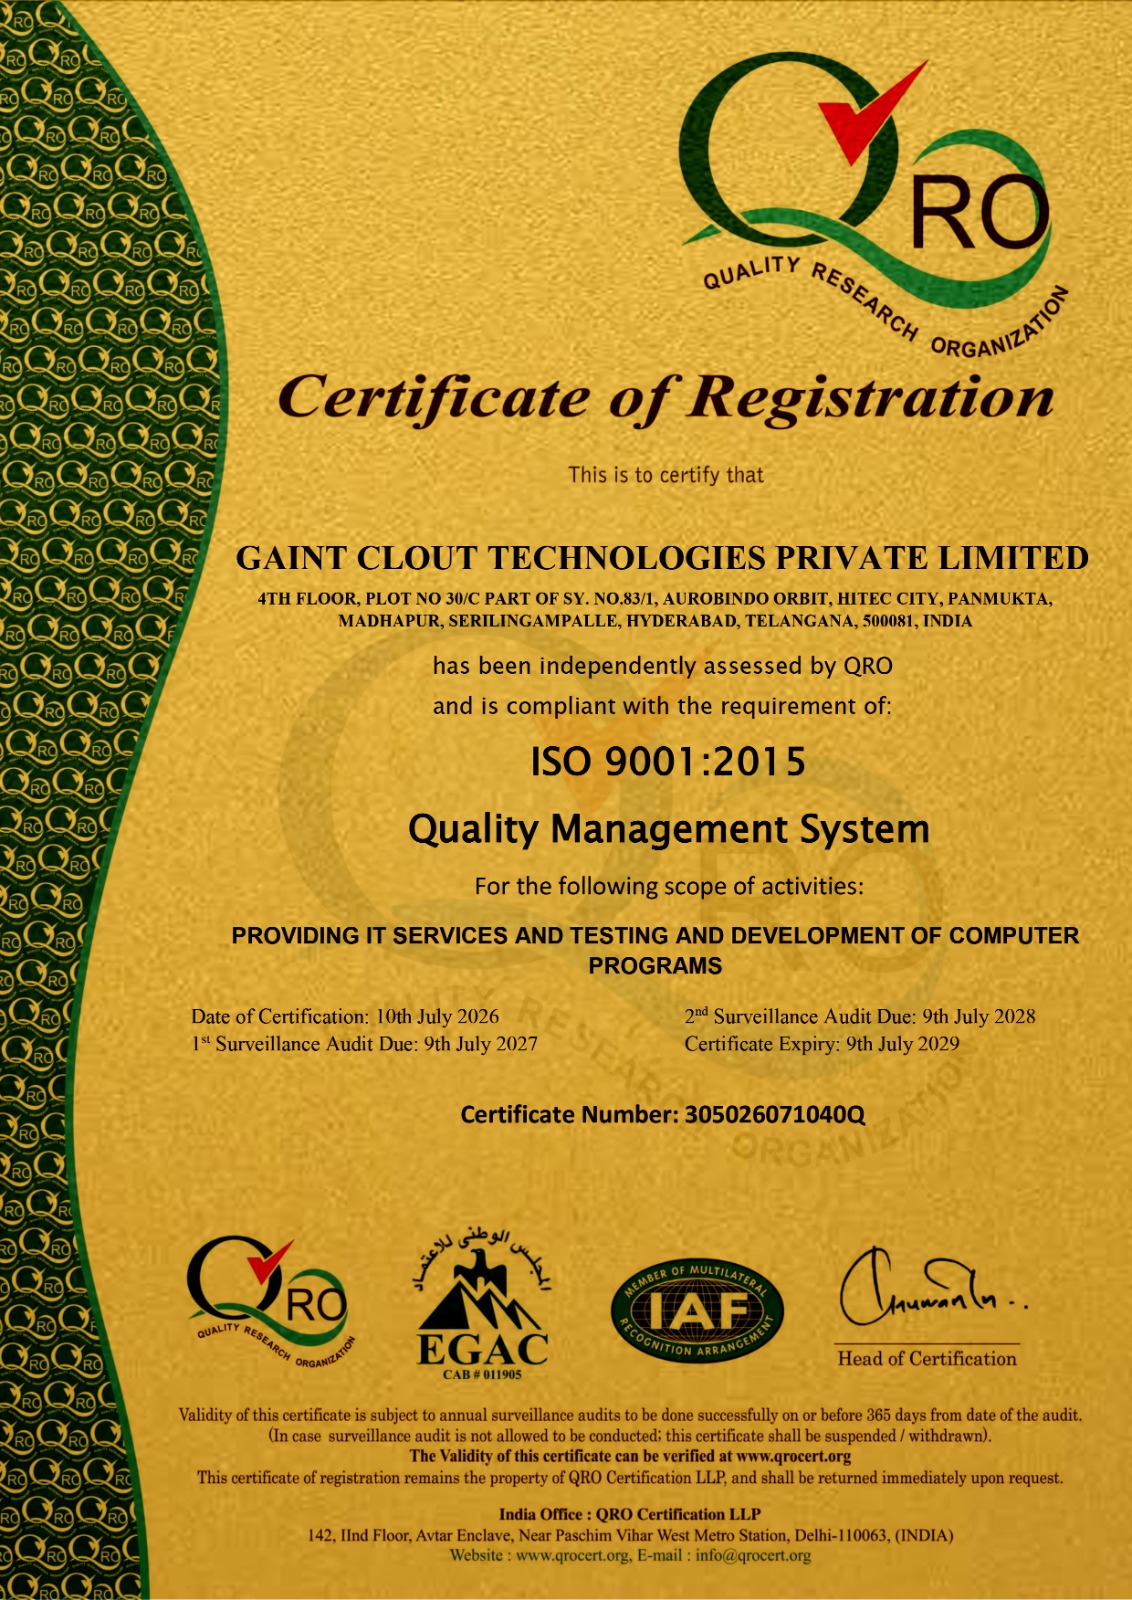 QRO
QUALITY RESEARCH ORGANIZATION
Certificate of Registration
This is to certify that
GAINT CLOUT TECHNOLOGIES PRIVATE LIMITED
4TH FLOOR, PLOT NO 30/C PART OF SY. NO.83/1, AUROBINDO ORBIT, HITEC CITY, PANMUKTA,
MADHAPUR, SERILINGAMPALLE, HYDERABAD, TELANGANA, 500081, INDIA
has been independently assessed by QRO
and is compliant with the requirement of:
ISO 9001:2015
Quality Management System
For the following scope of activities:
PROVIDING IT SERVICES AND TESTING AND DEVELOPMENT OF COMPUTER
PROGRAMS
Date of Certification: 10th July 2026
1st Surveillance Audit Due: 9th July 2027
2nd Surveillance Audit Due: 9th July 2028
Certificate Expiry: 9th July 2029
Certificate Number: 305026071040Q
QRO
QUALITY RESEARCH ORGANIZATION
المجلس الوطنى للاعتماد
EGAC
CAB # 011905
MEMBER OF MULTILATERAL
IAF
RECOGNITION ARRANGEMENT
Head of Certification
Validity of this certificate is subject to annual surveillance audits to be done successfully on or before 365 days from date of the audit.
(In case surveillance audit is not allowed to be conducted; this certificate shall be suspended / withdrawn).
The Validity of this certificate can be verified at www.qrocert.org
This certificate of registration remains the property of QRO Certification LLP, and shall be returned immediately upon request.
India Office : QRO Certification LLP
142, IInd Floor, Avtar Enclave, Near Paschim Vihar West Metro Station, Delhi-110063, (INDIA)
Website : www.qrocert.org, E-mail : info@qrocert.org